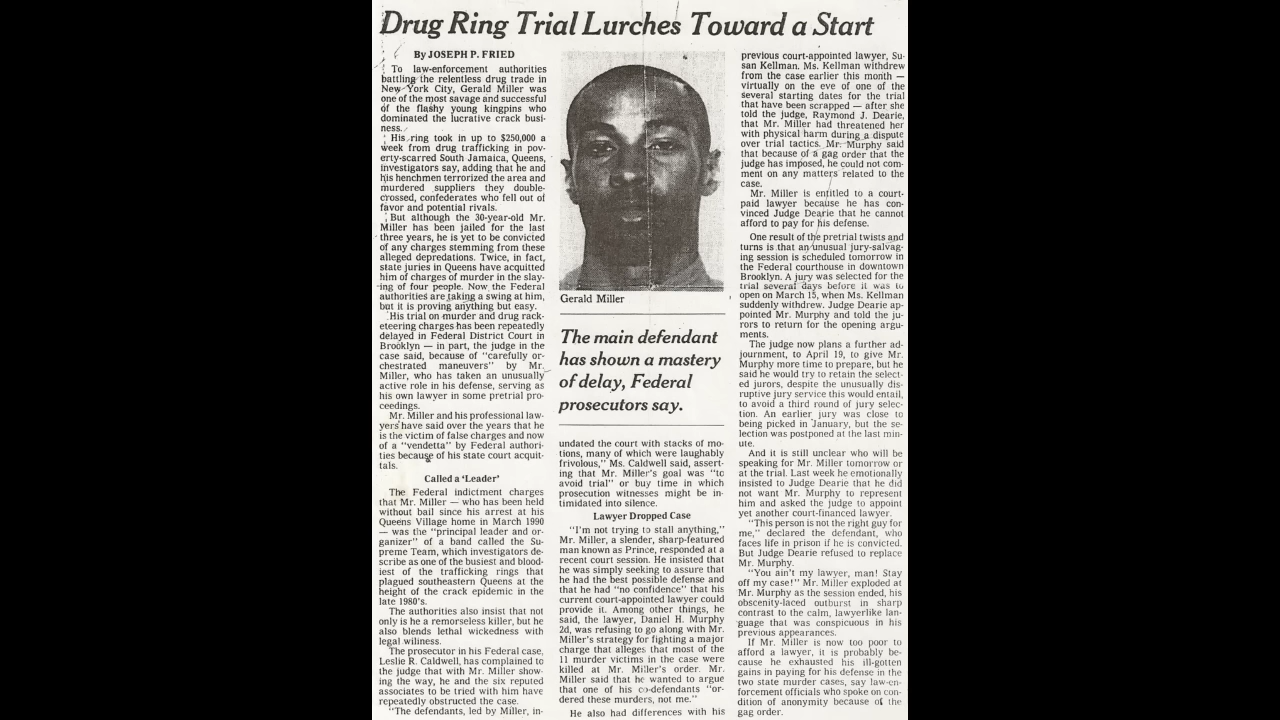 Drug Ring Trial Lurches Toward a Start
By JOSEPH P. FRIED
To law-enforcement authorities
battling the relentless drug trade in
New York City, Gerald Miller was
one of the most savage and successful
of the flashy young kingpins who
dominated the lucrative crack busi-
ness.
His ring took in up to $250,000 a
week from drug trafficking in pov-
erty-scarred South Jamaica, Queens,
investigators say, adding that he and
his henchmen terrorized the area and
murdered suppliers they double-
crossed, confederates who fell out of
favor and potential rivals.
But although the 30-year-old Mr.
Miller has been jailed for the last
three years, he is yet to be convicted
of any charges stemming from these
alleged depredations. Twice, in fact,
state juries in Queens have acquitted
him of charges of murder in the slay-
ing of four people. Now the Federal
authorities are taking a swing at him,
but it is proving anything but easy.
His trial on murder and drug rack-
eteering charges has been repeatedly
delayed in Federal District Court in
Brooklyn — in part, the judge in the
case said, because of "carefully or-
chestrated maneuvers" by Mr.
Miller, who has taken an unusually
active role in his defense, serving as
his own lawyer in some pretrial pro-
ceedings.
Mr. Miller and his professional law-
yers have said over the years that he
is the victim of false charges and now
of a "vendetta" by Federal authori-
ties because of his state court acquit-
tals.
Called a 'Leader'
The Federal indictment charges
that Mr. Miller — who has been held
without bail since his arrest at his
Queens Village home in March 1990
— was the "principal leader and or-
ganizer" of a band called the Su-
preme Team, which investigators de-
scribe as one of the busiest and blood-
iest of the trafficking rings that
plagued southeastern Queens at the
height of the crack epidemic in the
late 1980's.
The authorities also insist that not
only is he a remorseless killer, but he
also blends lethal wickedness with
legal wiliness.
The prosecutor in his Federal case,
Leslie R. Caldwell, has complained to
the judge that with Mr. Miller show-
ing the way, he and the six reputed
associates to be tried with him have
repeatedly obstructed the case.
"The defendants, led by Miller, in-
Gerald Miller
The main defendant
has shown a mastery
of delay, Federal
prosecutors say.
undated the court with stacks of mo-
tions, many of which were laughably
frivolous," Ms. Caldwell said, assert-
ing that Mr. Miller's goal was "to
avoid trial" or buy time in which
prosecution witnesses might be in-
timidated into silence.
Lawyer Dropped Case
"I'm not trying to stall anything,"
Mr. Miller, a slender, sharp-featured
man known as Prince, responded at a
recent court session. He insisted that
he was simply seeking to assure that
he had the best possible defense and
that he had "no confidence" that his
current court-appointed lawyer could
provide it. Among other things, he
said, the lawyer, Daniel H. Murphy
2d, was refusing to go along with Mr.
Miller's strategy for fighting a major
charge that alleges that most of the
11 murder victims in the case were
killed at Mr. Miller's order. Mr.
Miller said that he wanted to argue
that one of his co-defendants "or-
dered these murders, not me."
He also had differences with his
previous court-appointed lawyer, Su-
san Kellman. Ms. Kellman withdrew
from the case earlier this month —
virtually on the eve of one of the
several starting dates for the trial
that have been scrapped — after she
told the judge, Raymond J. Dearie,
that Mr. Miller had threatened her
with physical harm during a dispute
over trial tactics. Mr. Murphy said
that because of a gag order that the
judge has imposed, he could not com-
ment on any matters related to the
case.
Mr. Miller is entitled to a court-
paid lawyer because he has con-
vinced Judge Dearie that he cannot
afford to pay for his defense.
One result of the pretrial twists and
turns is that an unusual jury-salvag-
ing session is scheduled tomorrow in
the Federal courthouse in downtown
Brooklyn. A jury was selected for the
trial several days before it was to
open on March 15, when Ms. Kellman
suddenly withdrew. Judge Dearie ap-
pointed Mr. Murphy and told the ju-
rors to return for the opening argu-
ments.
The judge now plans a further ad-
journment, to April 19, to give Mr.
Murphy more time to prepare, but he
said he would try to retain the select-
ed jurors, despite the unusually dis-
ruptive jury service this would entail,
to avoid a third round of jury selec-
tion. An earlier jury was close to
being picked in January, but the se-
lection was postponed at the last min-
ute.
And it is still unclear who will be
speaking for Mr. Miller tomorrow or
at the trial. Last week he emotionally
insisted to Judge Dearie that he did
not want Mr. Murphy to represent
him and asked the judge to appoint
yet another court-financed lawyer.
"This person is not the right guy for
me," declared the defendant, who
faces life in prison if he is convicted.
But Judge Dearie refused to replace
Mr. Murphy.
"You ain't my lawyer, man! Stay
off my case!" Mr. Miller exploded at
Mr. Murphy as the session ended, his
obscenity-laced outburst in sharp
contrast to the calm, lawyerlike lan-
guage that was conspicuous in his
previous appearances.
If Mr. Miller is now too poor to
afford a lawyer, it is probably be-
cause he exhausted his ill-gotten
gains in paying for his defense in the
two state murder cases, say law-en-
forcement officials who spoke on con-
dition of anonymity because of the
gag order.